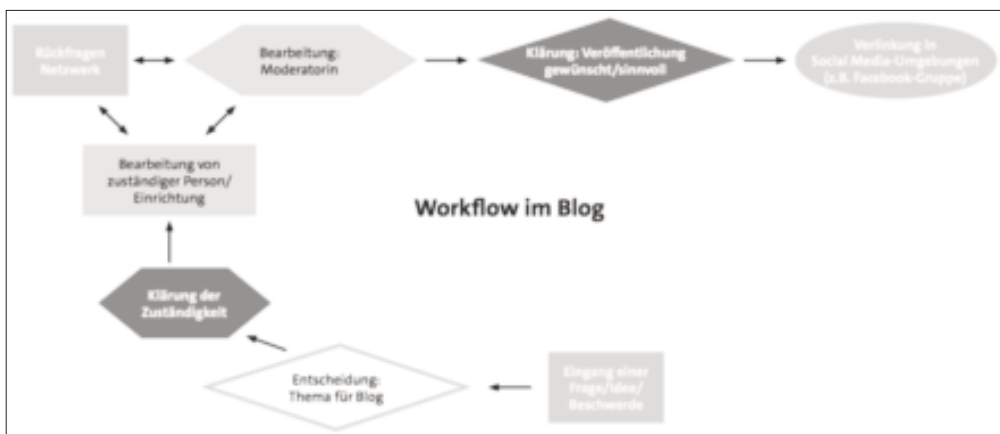 Rückfragen
Netzwerk
Bearbeitung:
Moderatorin
Klärung: Veröffentlichung
gewünscht/sinnvoll
Verlinkung in
Social Media-Umgebungen
(z.B. Facebook-Gruppe)
Bearbeitung von
zuständiger Person/
Einrichtung
Workflow im Blog
Klärung der
Zuständigkeit
Entscheidung:
Thema für Blog
Eingang einer
Frage/Idee/
Beschwerde